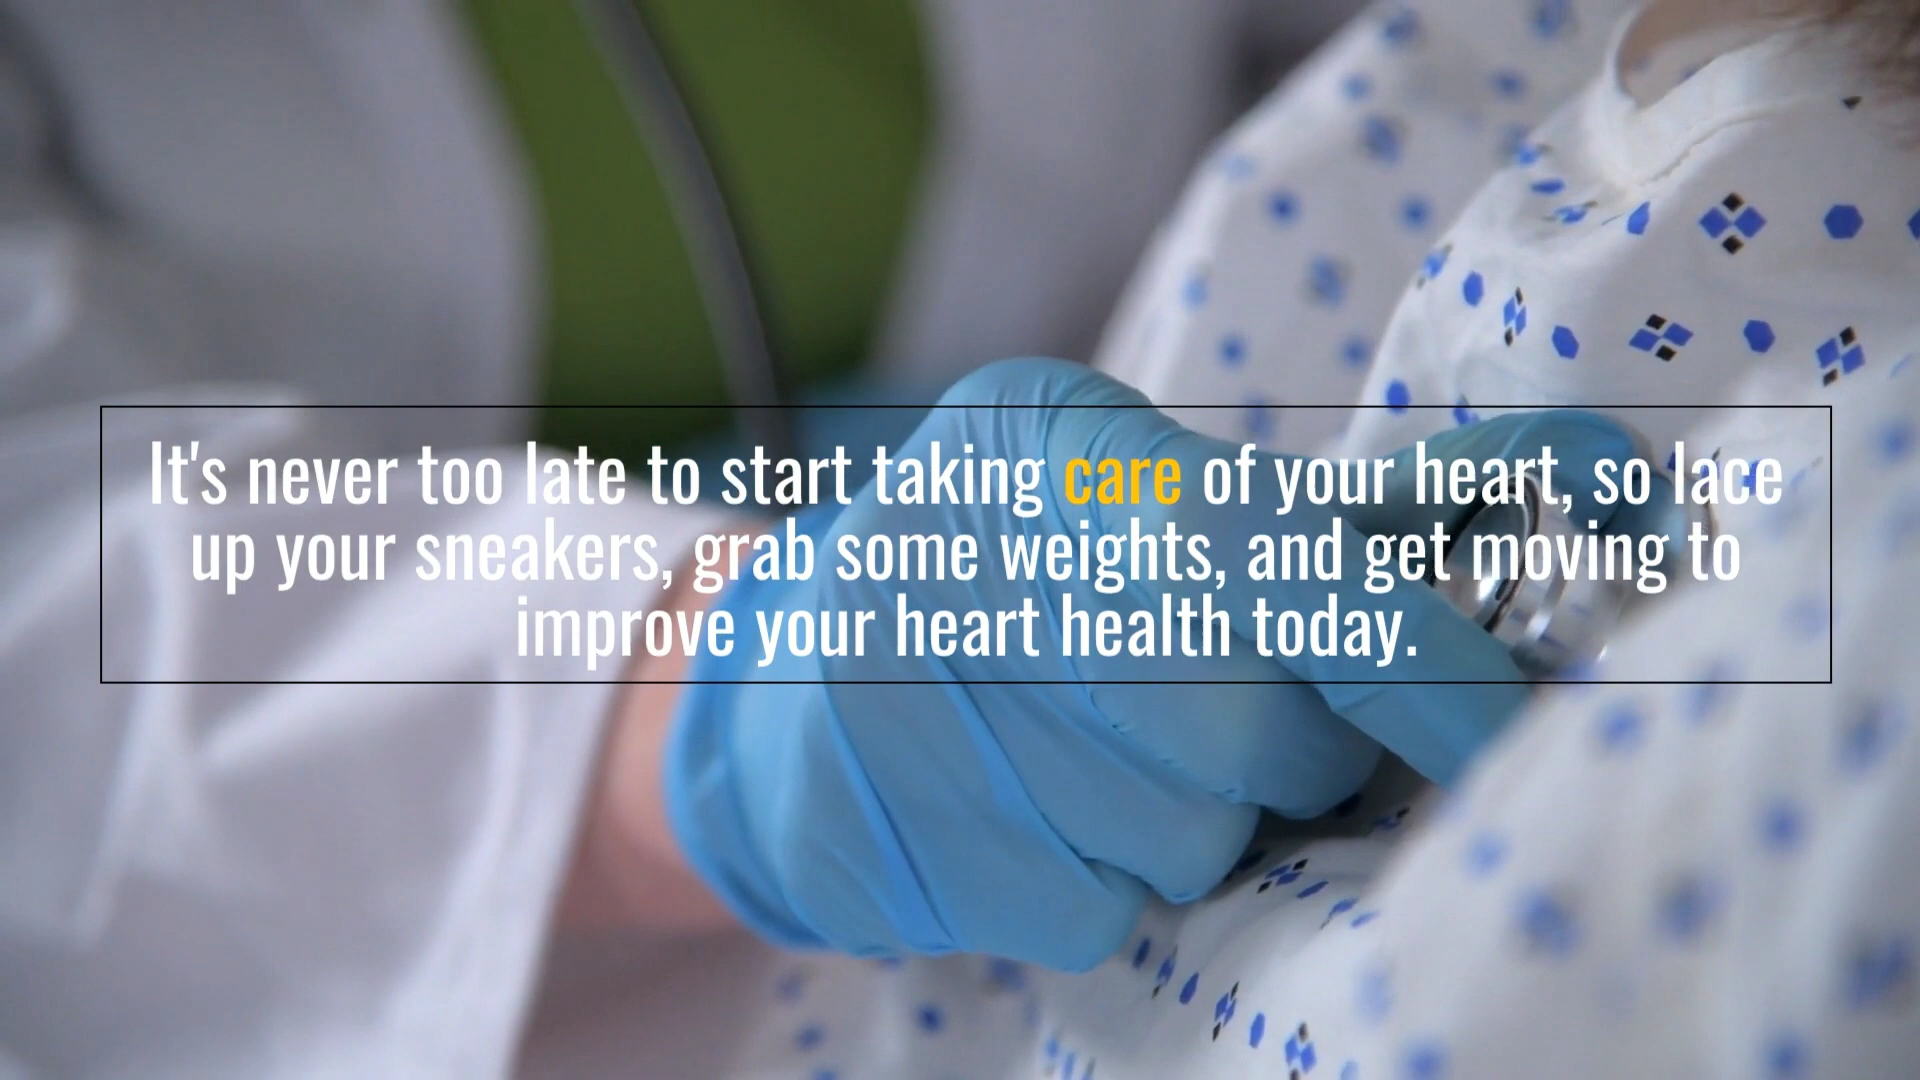 It's never too late to start taking care of your heart, so lace
up your sneakers, grab some weights, and get moving to
improve your heart health today.